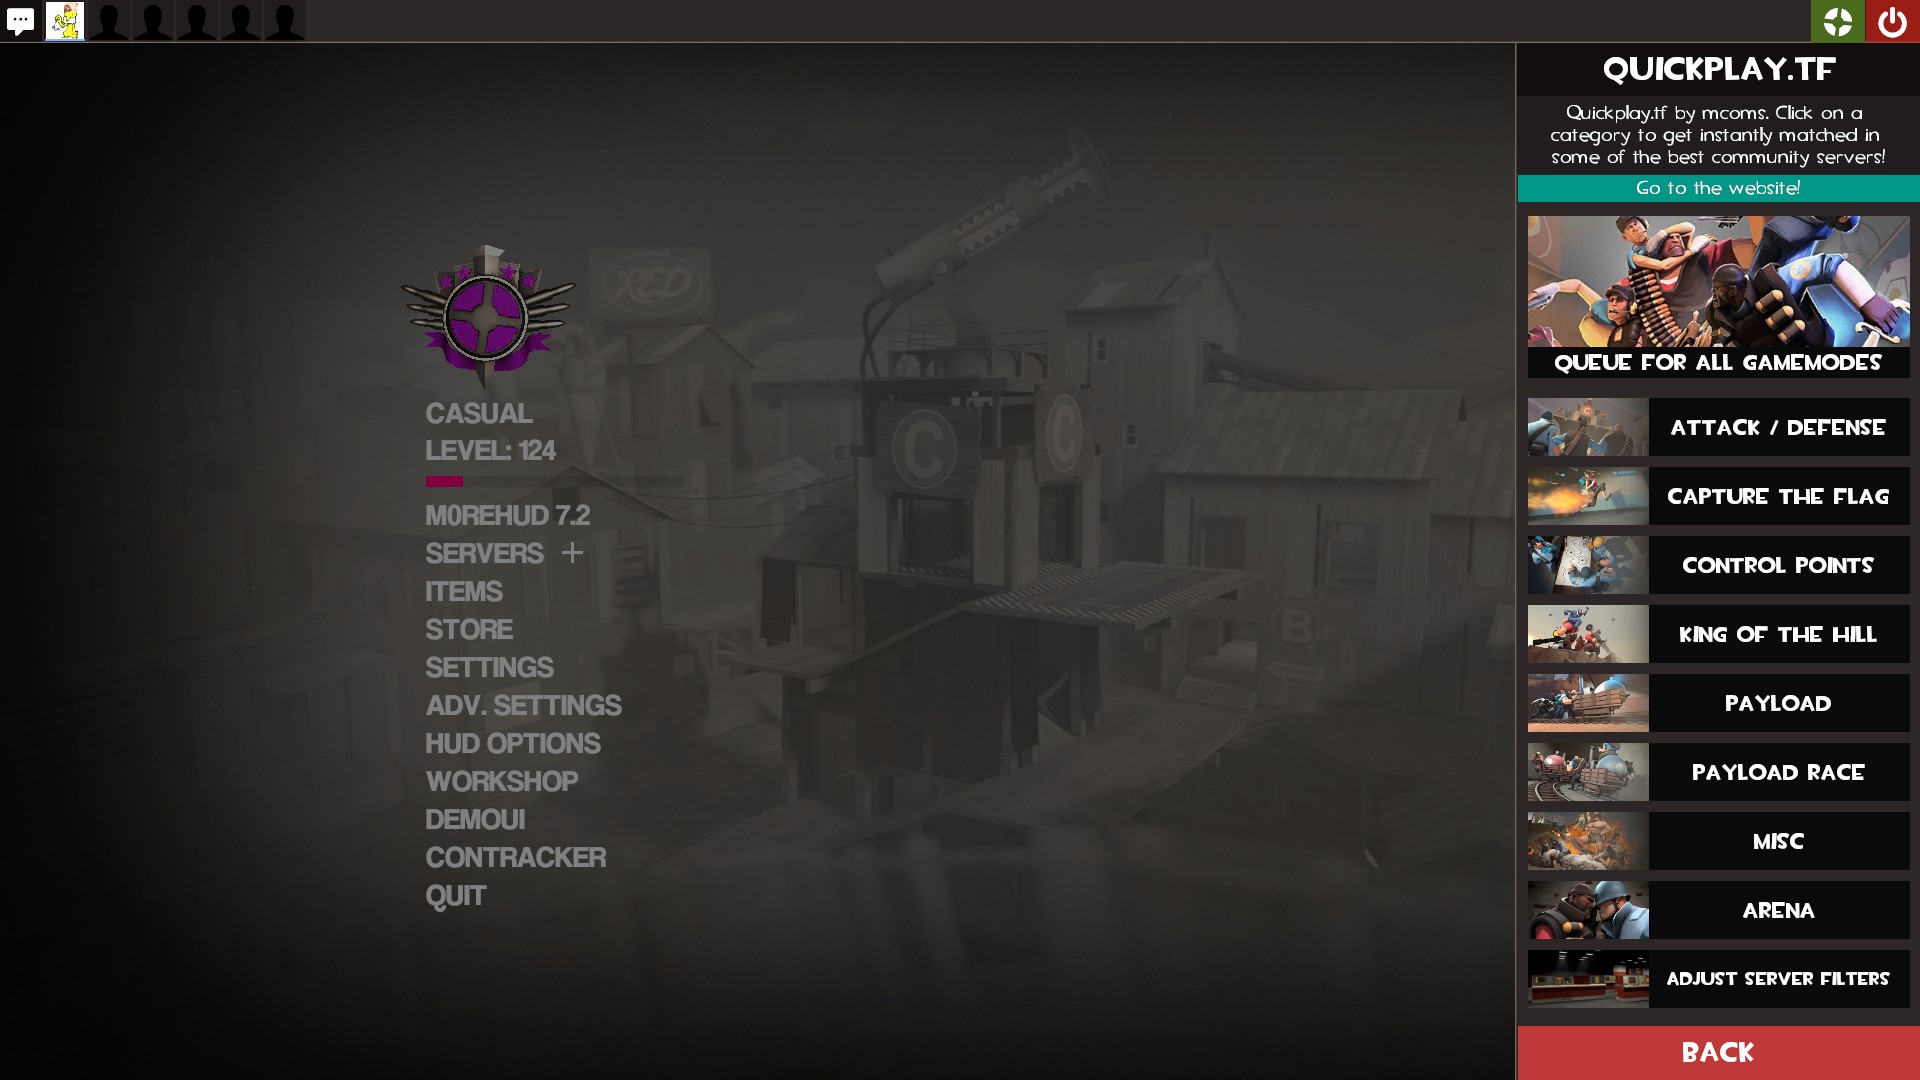 QUICKPLAY.TF
Quickplay.tf by mcoms. Click on a
category to get instantly matched in
some of the best community servers!
Go to the website!
QUEUE FOR ALL GAMEMODES
ATTACK / DEFENSE
CAPTURE THE FLAG
CONTROL POINTS
KING OF THE HILL
PAYLOAD
PAYLOAD RACE
MISC
ARENA
ADJUST SERVER FILTERS
BACK
CASUAL
LEVEL: 124
M0REHUD 7.2
SERVERS +
ITEMS
STORE
SETTINGS
ADV. SETTINGS
HUD OPTIONS
WORKSHOP
DEMOUI
CONTRACKER
QUIT
RED
C
C
B